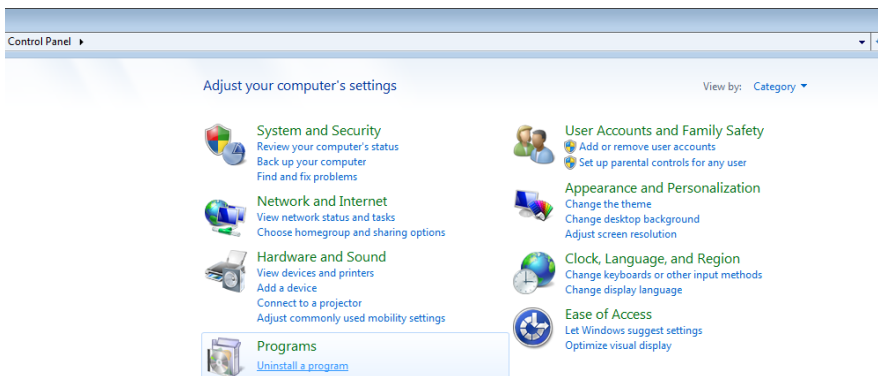 Control Panel
Adjust your computer's settings
View by: Category
System and Security
Review your computer's status
Back up your computer
Find and fix problems
Network and Internet
View network status and tasks
Choose homegroup and sharing options
Hardware and Sound
View devices and printers
Add a device
Connect to a projector
Adjust commonly used mobility settings
Programs
Uninstall a program
User Accounts and Family Safety
Add or remove user accounts
Set up parental controls for any user
Appearance and Personalization
Change the theme
Change desktop background
Adjust screen resolution
Clock, Language, and Region
Change keyboards or other input methods
Change display language
Ease of Access
Let Windows suggest settings
Optimize visual display